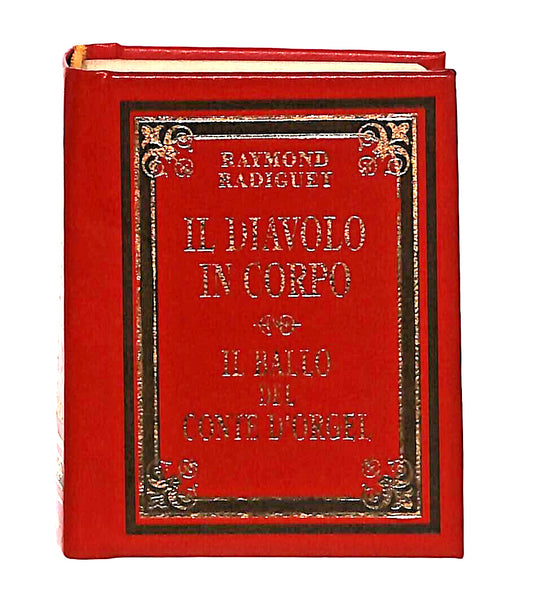 RAYMOND
RADIGUET
IL DIAVOLO
IN CORPO
IL BALLO
DEL
CONTE D'ORGEL